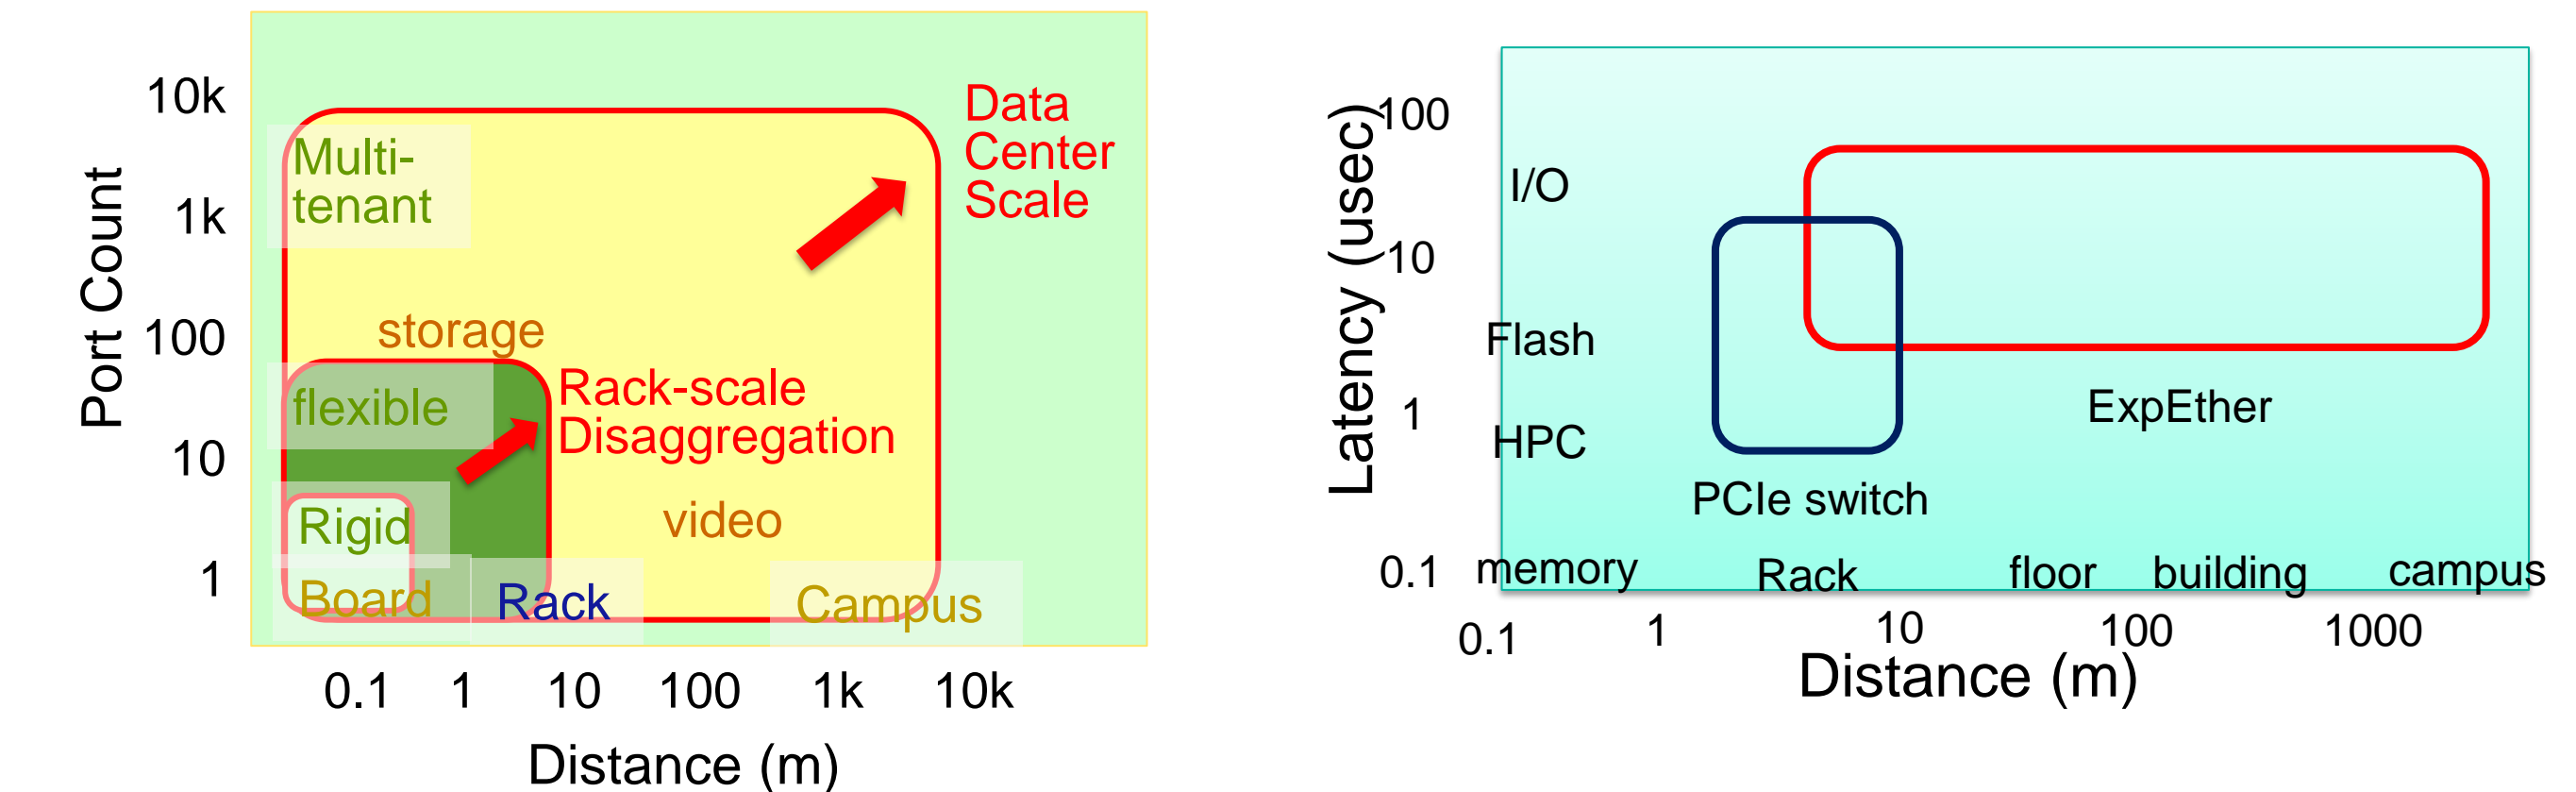 Port Count
10k
1k
100
10
1
Multi-
tenant
Data
Center
Scale
storage
flexible
Rack-scale
Disaggregation
Rigid
video
Board
Rack
Campus
0.1
1
10
100
1k
10k
Distance (m)
Latency (usec)
100
10
1
0.1
I/O
Flash
HPC
memory
ExpEther
PCIe switch
Rack
floor
building
campus
0.1
1
10
100
1000
Distance (m)